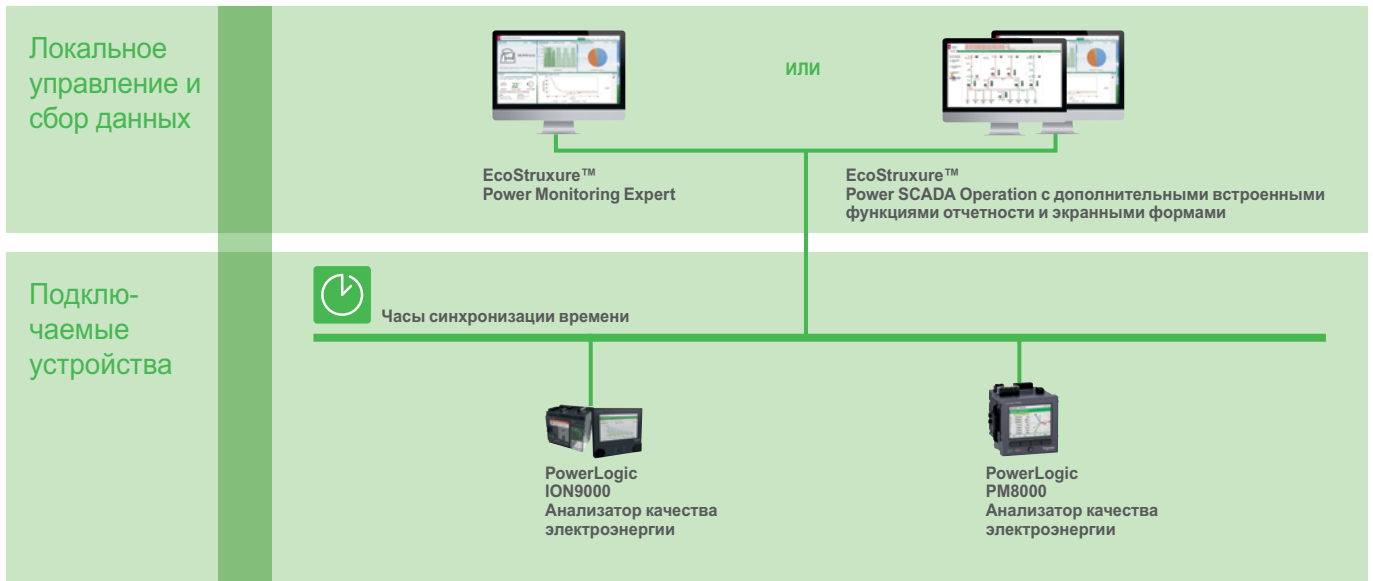 Локальное
управление и
сбор данных
или
EcoStruxure™
Power Monitoring Expert
EcoStruxure™
Power SCADA Operation с дополнительными встроенными
функциями отчетности и экранными формами
Подклю-
чаемые
устройства
Часы синхронизации времени
PowerLogic
ION9000
Анализатор качества
электроэнергии
PowerLogic
PM8000
Анализатор качества
электроэнергии